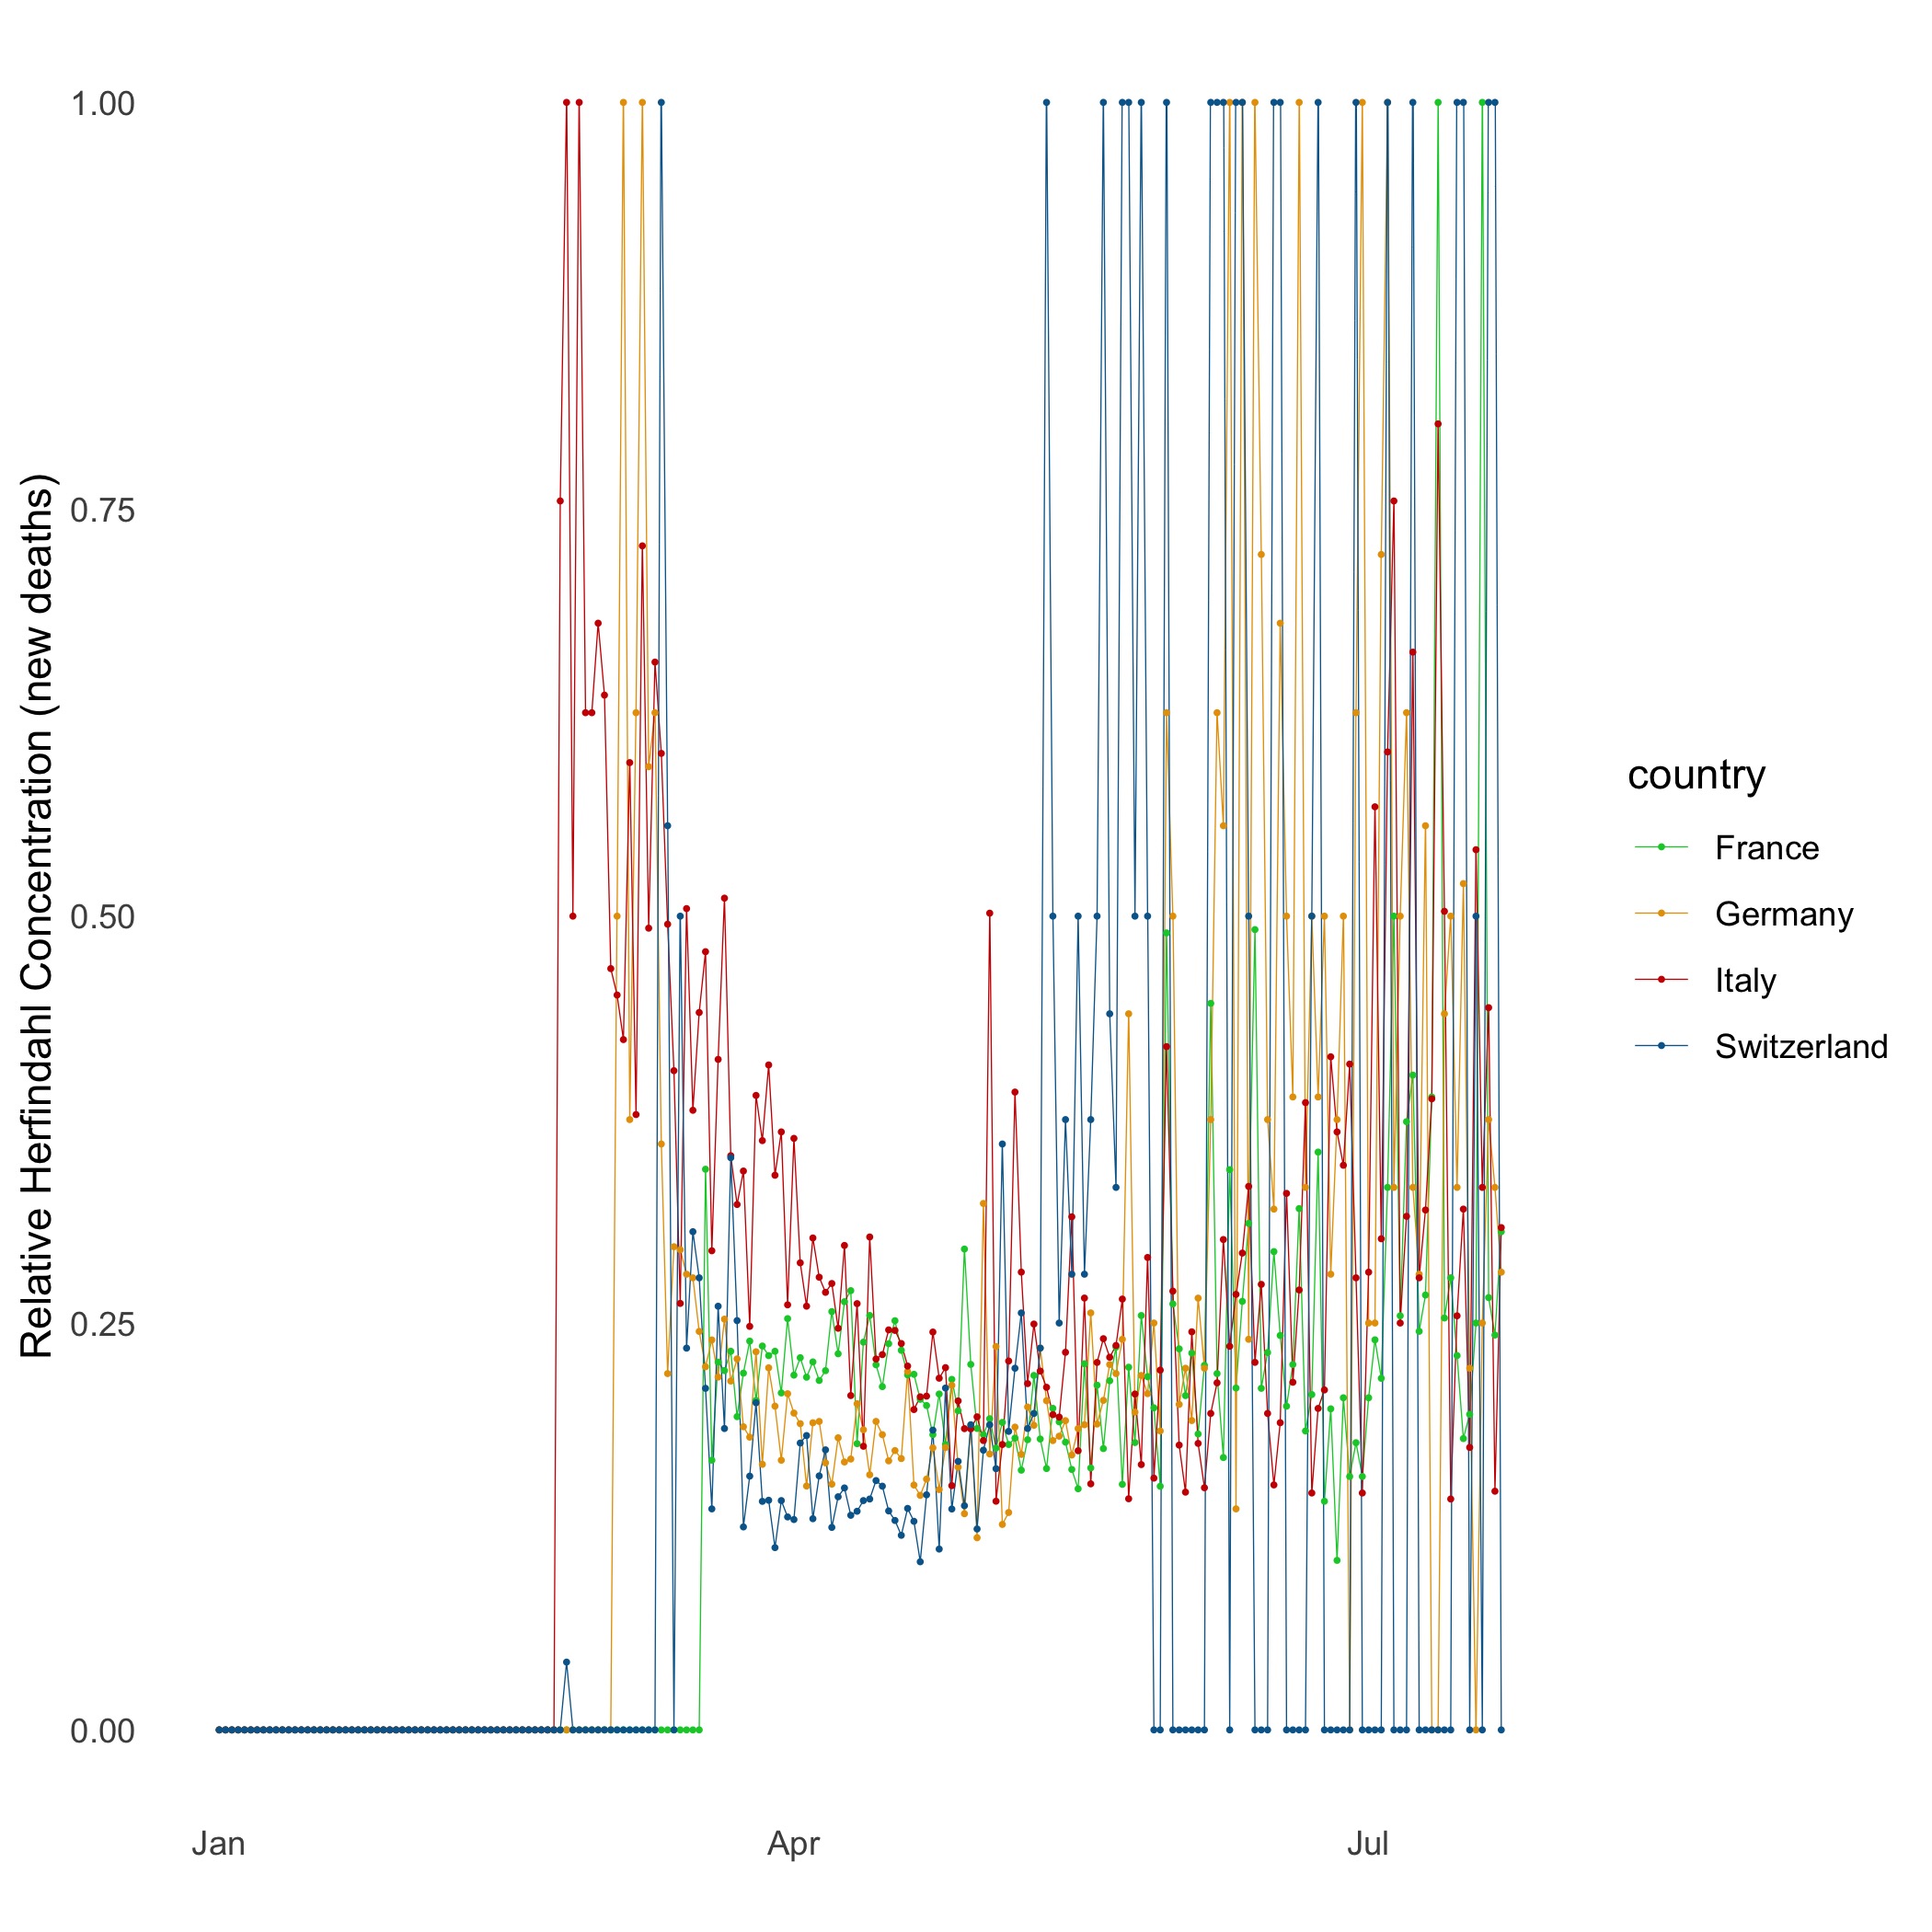 Relative Herfindahl Concentration (new deaths)
1.00
0.75
0.50
0.25
0.00
Jan
Apr
Jul
country
France
Germany
Italy
Switzerland